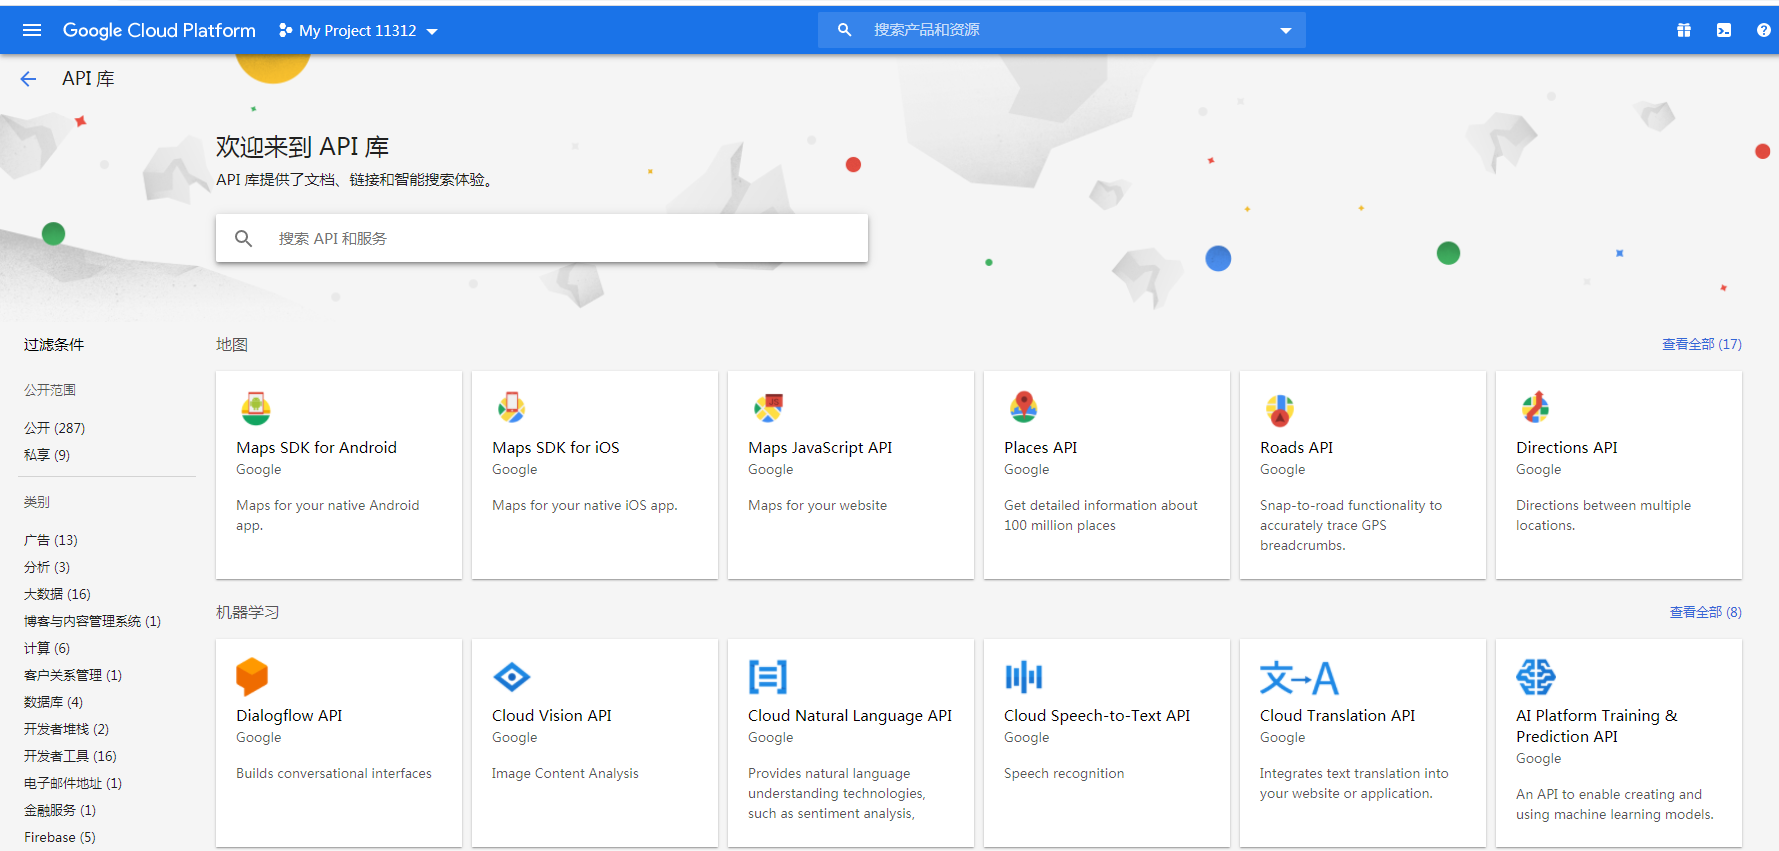 Google Cloud Platform
My Project 11312
搜索产品和资源
API 库
欢迎来到 API 库
API 库提供了文档、链接和智能搜索体验。
搜索 API 和服务
过滤条件
公开范围
公开 (287)
私享 (9)
类别
广告 (13)
分析 (3)
大数据 (16)
博客与内容管理系统 (1)
计算 (6)
客户关系管理 (1)
数据库 (4)
开发者堆栈 (2)
开发者工具 (16)
电子邮件地址 (1)
金融服务 (1)
Firebase (5)
地图
查看全部 (17)
Maps SDK for Android
Google
Maps for your native Android
app.
Maps SDK for iOS
Google
Maps for your native iOS app.
JS
Maps JavaScript API
Google
Maps for your website
Places API
Google
Get detailed information about
100 million places
Roads API
Google
Snap-to-road functionality to
accurately trace GPS
breadcrumbs.
Directions API
Google
Directions between multiple
locations.
机器学习
查看全部 (8)
Dialogflow API
Google
Builds conversational interfaces
Cloud Vision API
Google
Image Content Analysis
Cloud Natural Language API
Google
Provides natural language
understanding technologies,
such as sentiment analysis,
Cloud Speech-to-Text API
Google
Speech recognition
文→A
Cloud Translation API
Google
Integrates text translation into
your website or application.
AI Platform Training &
Prediction API
Google
An API to enable creating and
using machine learning models.